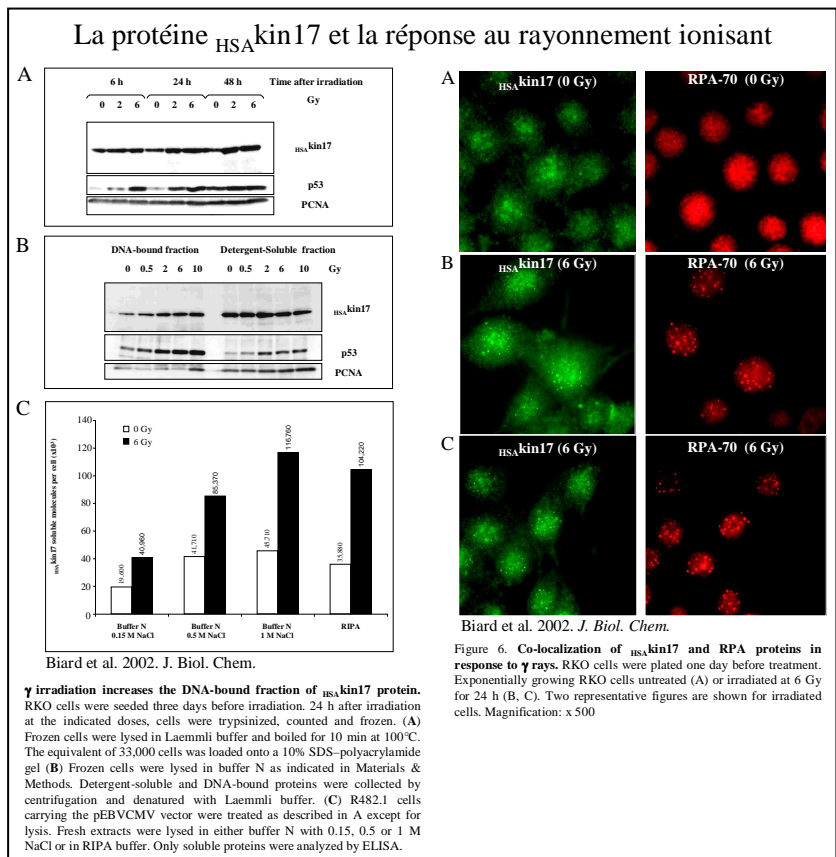 La protéine HSAkin17 et la réponse au rayonnement ionisant
A
6 h 24 h 48 h Time after irradiation
0 2 6 0 2 6 0 2 6 Gy
HSAkin17
p53
PCNA
B
DNA-bound fraction Detergent-Soluble fraction
0 0.5 2 6 10 0 0.5 2 6 10 Gy
HSAkin17
p53
PCNA
C
HSAkin17 soluble molecules per cell (x10³)
140
120
100
80
60
40
20
0
0 Gy
6 Gy
19,600
40,960
41,710
85,370
45,710
116,760
35,880
104,220
Buffer N
0.15 M NaCl
Buffer N
0.5 M NaCl
Buffer N
1 M NaCl
RIPA
Biard et al. 2002. J. Biol. Chem.
γ irradiation increases the DNA-bound fraction of HSAkin17 protein.
RKO cells were seeded three days before irradiation. 24 h after irradiation
at the indicated doses, cells were trypsinized, counted and frozen. (A)
Frozen cells were lysed in Laemmli buffer and boiled for 10 min at 100°C.
The equivalent of 33,000 cells was loaded onto a 10% SDS–polyacrylamide
gel (B) Frozen cells were lysed in buffer N as indicated in Materials &
Methods. Detergent-soluble and DNA-bound proteins were collected by
centrifugation and denatured with Laemmli buffer. (C) R482.1 cells
carrying the pEBVCMV vector were treated as described in A except for
lysis. Fresh extracts were lysed in either buffer N with 0.15, 0.5 or 1 M
NaCl or in RIPA buffer. Only soluble proteins were analyzed by ELISA.
A
HSAkin17 (0 Gy)
RPA-70 (0 Gy)
B
HSAkin17 (6 Gy)
RPA-70 (6 Gy)
C
HSAkin17 (6 Gy)
RPA-70 (6 Gy)
Biard et al. 2002. J. Biol. Chem.
Figure 6. Co-localization of HSAkin17 and RPA proteins in
response to γ rays. RKO cells were plated one day before treatment.
Exponentially growing RKO cells untreated (A) or irradiated at 6 Gy
for 24 h (B, C). Two representative figures are shown for irradiated
cells. Magnification: x 500